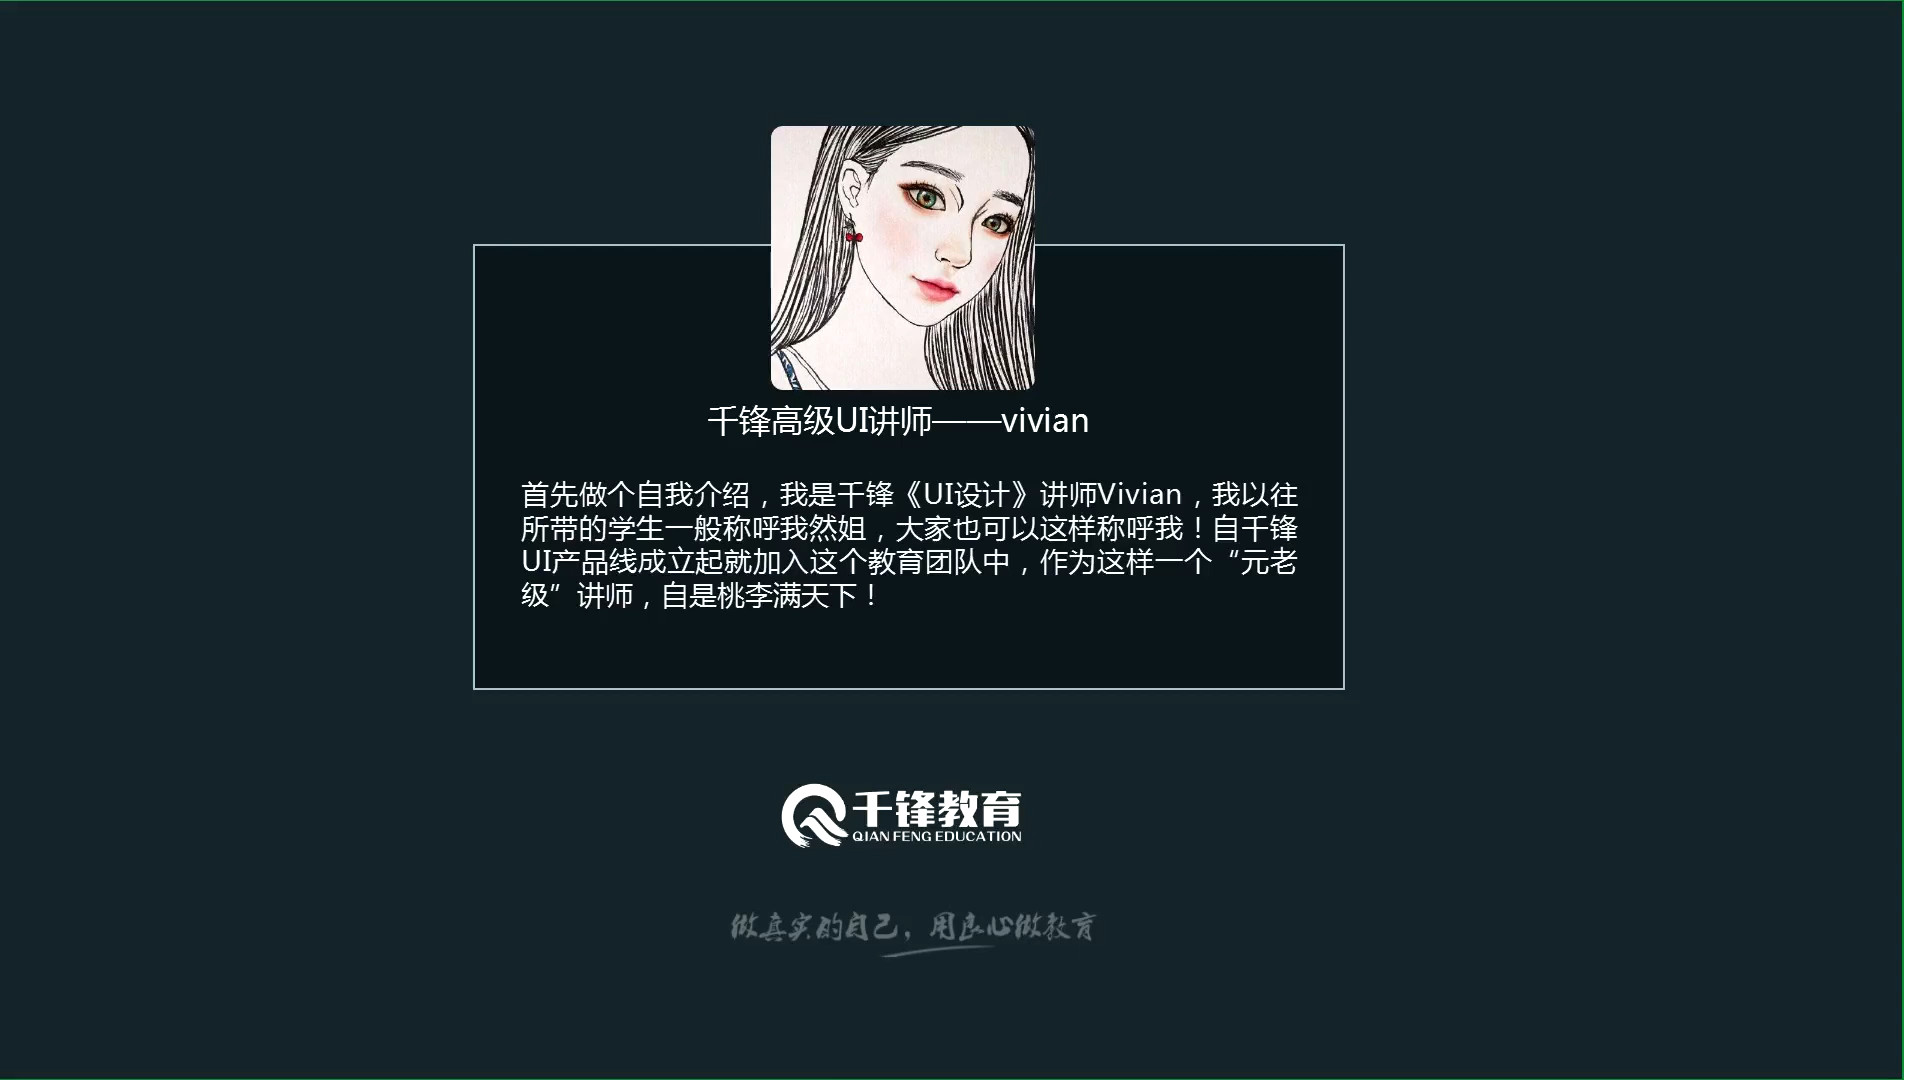 千锋高级UI讲师——vivian
首先做个自我介绍，我是千锋《UI设计》讲师Vivian，我以往
所带的学生一般称呼我然姐，大家也可以这样称呼我！自千锋
UI产品线成立起就加入这个教育团队中，作为这样一个“元老
级”讲师，自是桃李满天下！
千锋教育
QIANFENG EDUCATION
做真实的自己，用良心做教育